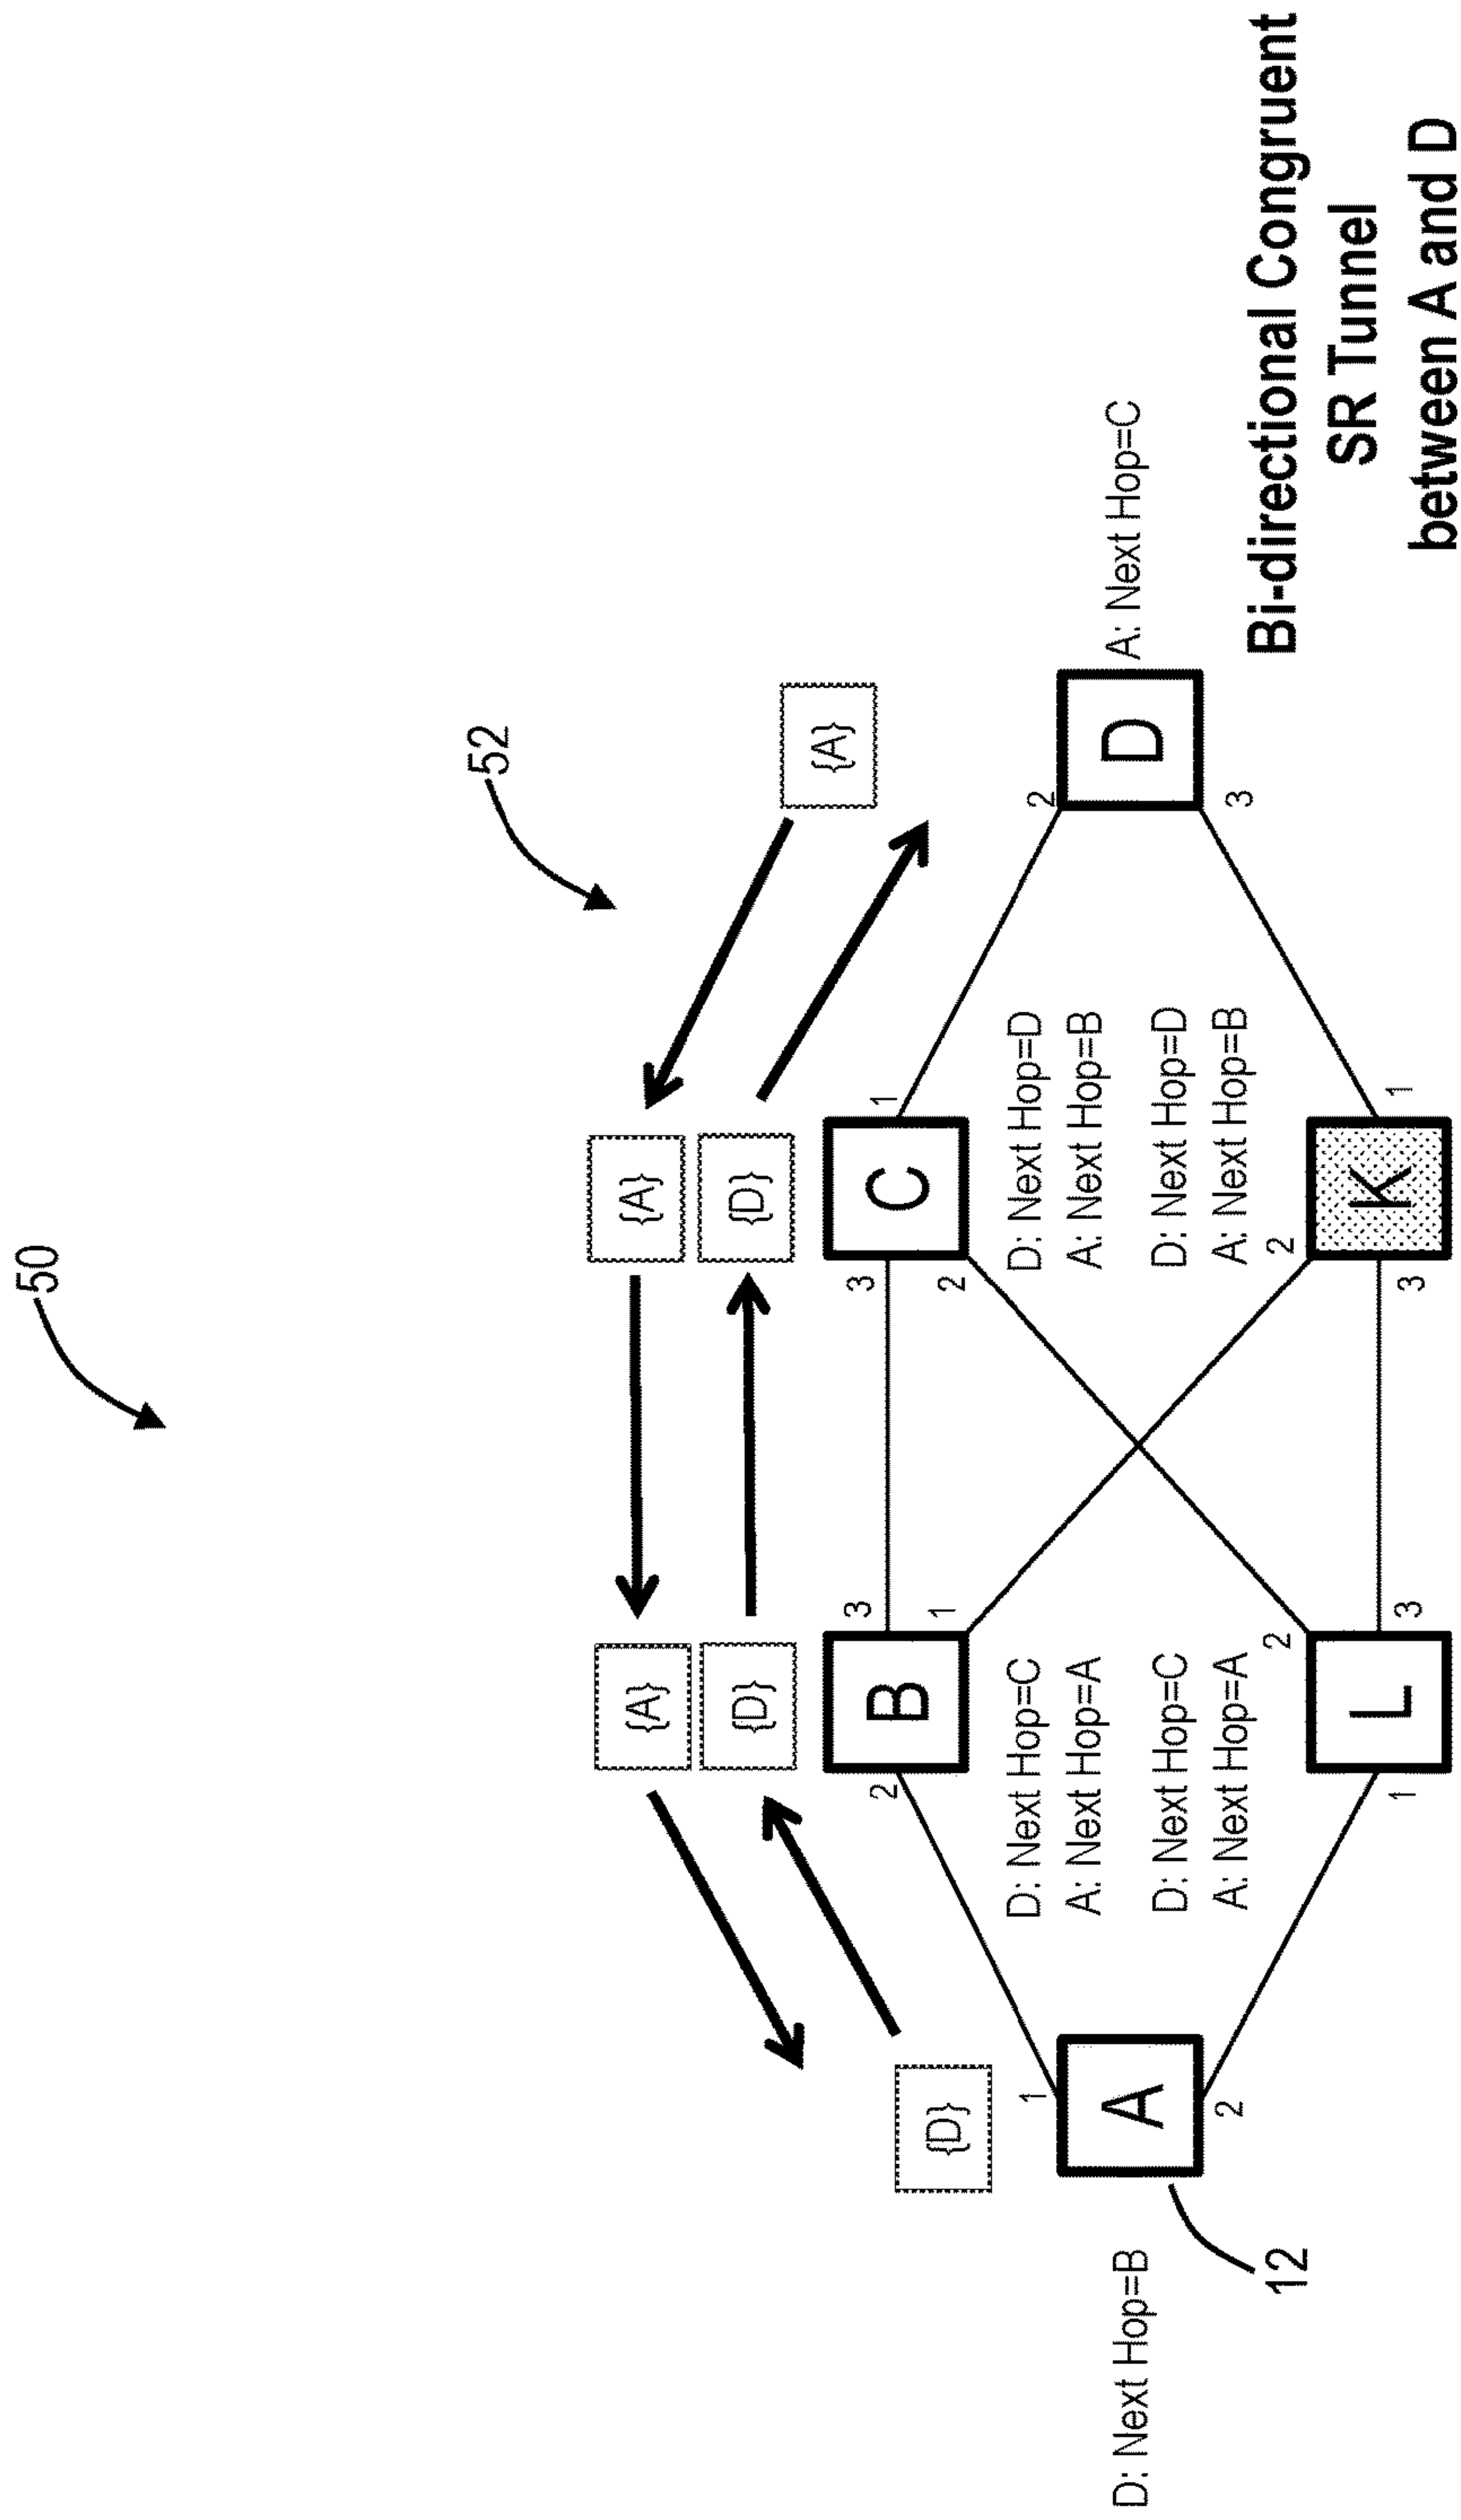 50
52
{A}
{A}
{A}
{D}
{D}
{D}
2
B
3
1
3
C
1
2
D: Next Hop=B
1
A
2
12
D: Next Hop=C
A: Next Hop=A
D: Next Hop=C
A: Next Hop=A
D: Next Hop=D
A: Next Hop=B
D: Next Hop=D
A: Next Hop=B
2
D
3
A: Next Hop=C
1
L
2
3
2
3
K
1
Bi-directional Congruent
SR Tunnel
between A and D